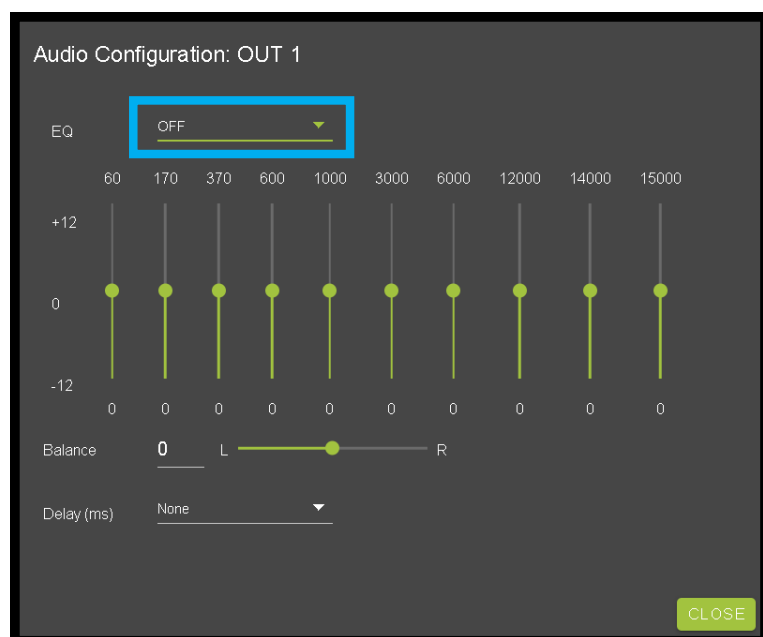 Audio Configuration: OUT 1
EQ OFF
60 170 370 600 1000 3000 6000 12000 14000 15000
+12
0
-12
0 0 0 0 0 0 0 0 0 0
Balance 0 L R
Delay (ms) None
CLOSE